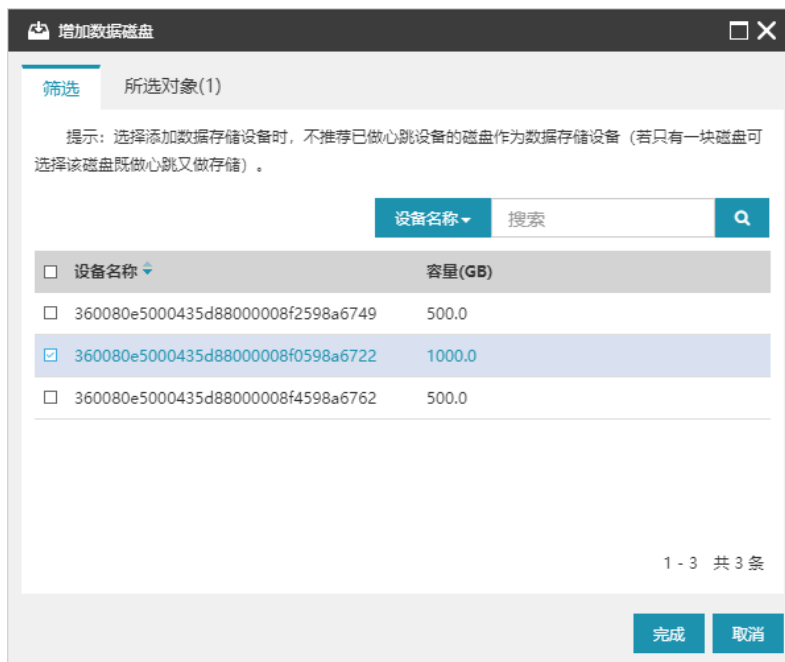 增加数据磁盘
筛选 所选对象(1)
提示：选择添加数据存储设备时，不推荐已做心跳设备的磁盘作为数据存储设备（若只有一块磁盘可
选择该磁盘既做心跳又做存储）。
设备名称 搜索
设备名称 容量(GB)
360080e5000435d88000008f2598a6749 500.0
360080e5000435d88000008f0598a6722 1000.0
360080e5000435d88000008f4598a6762 500.0
1 - 3 共 3 条
完成 取消